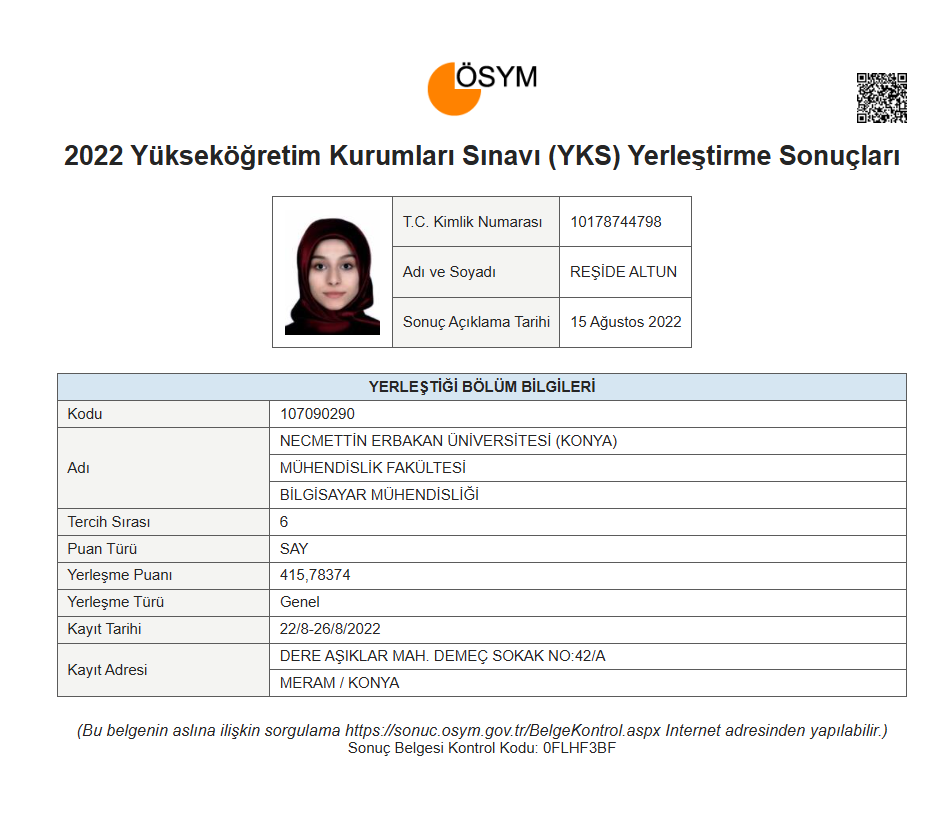 ÖSYM
2022 Yükseköğretim Kurumları Sınavı (YKS) Yerleştirme Sonuçları
T.C. Kimlik Numarası 10178744798
Adı ve Soyadı REŞİDE ALTUN
Sonuç Açıklama Tarihi 15 Ağustos 2022
YERLEŞTİĞİ BÖLÜM BİLGİLERİ
Kodu 107090290
Adı NECMETTİN ERBAKAN ÜNİVERSİTESİ (KONYA)
MÜHENDİSLİK FAKÜLTESİ
BİLGİSAYAR MÜHENDİSLİĞİ
Tercih Sırası 6
Puan Türü SAY
Yerleşme Puanı 415,78374
Yerleşme Türü Genel
Kayıt Tarihi 22/8-26/8/2022
Kayıt Adresi DERE AŞIKLAR MAH. DEMEÇ SOKAK NO:42/A
MERAM / KONYA
(Bu belgenin aslına ilişkin sorgulama https://sonuc.osym.gov.tr/BelgeKontrol.aspx Internet adresinden yapılabilir.)
Sonuç Belgesi Kontrol Kodu: 0FLHF3BF